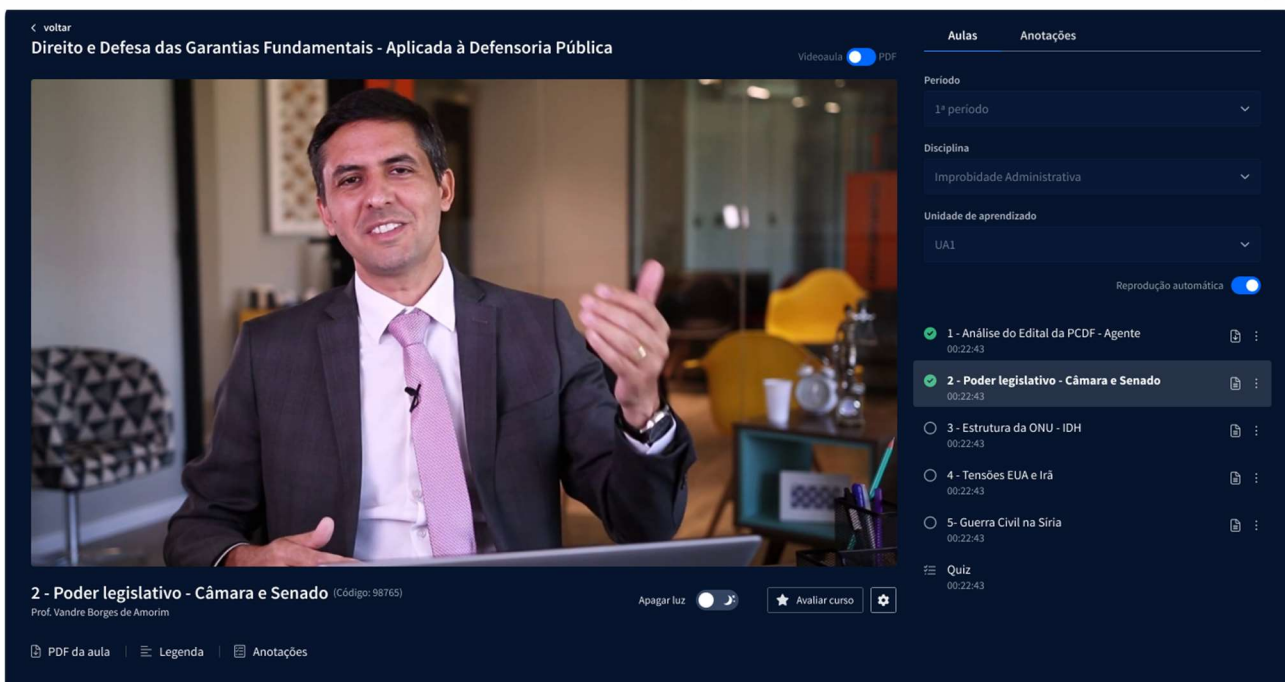 voltar
Direito e Defesa das Garantias Fundamentais - Aplicada à Defensoria Pública
Videoaula PDF
2 - Poder legislativo - Câmara e Senado (Código: 98765)
Prof. Vandre Borges de Amorim
Apagar luz
Avaliar curso
PDF da aula
Legenda
Anotações
Aulas
Anotações
Período
1º período
Disciplina
Improbidade Administrativa
Unidade de aprendizado
UA1
Reprodução automática
1 - Análise do Edital da PCDF - Agente
00:22:43
2 - Poder legislativo - Câmara e Senado
00:22:43
3 - Estrutura da ONU - IDH
00:22:43
4 - Tensões EUA e Irã
00:22:43
5- Guerra Civil na Síria
00:22:43
Quiz
00:22:43